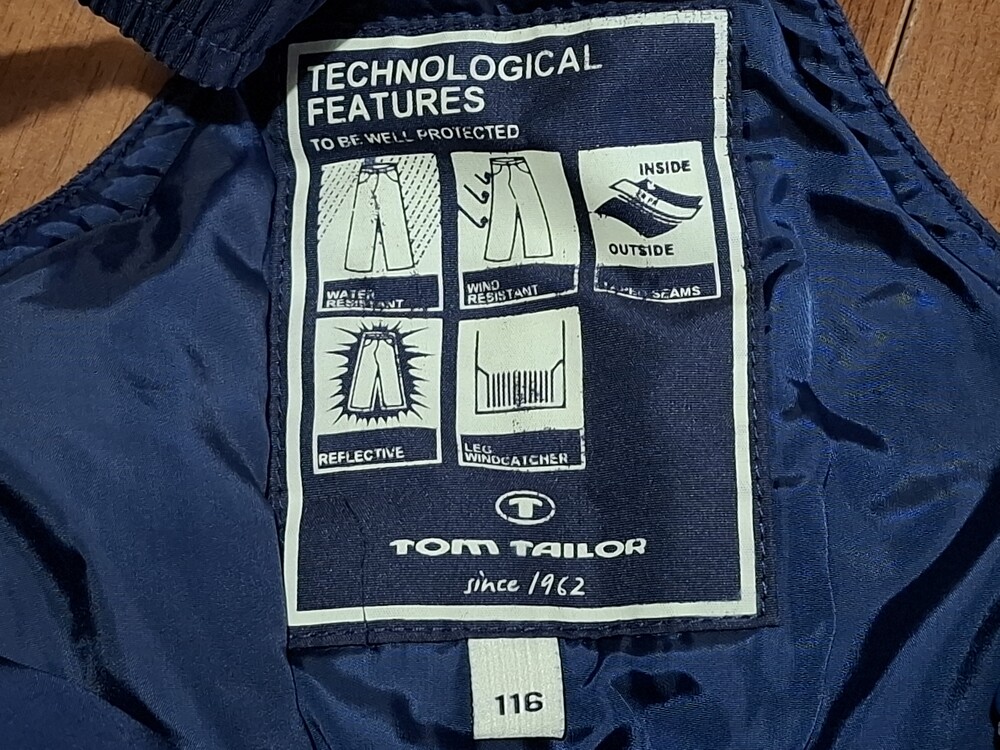 TECHNOLOGICAL
FEATURES
TO BE WELL PROTECTED
INSIDE
OUTSIDE
WATER
RESISTANT
WIND
RESISTANT
TAPED SEAMS
REFLECTIVE
LEG
WINDCATCHER
T
TOM TAILOR
since 1962
116